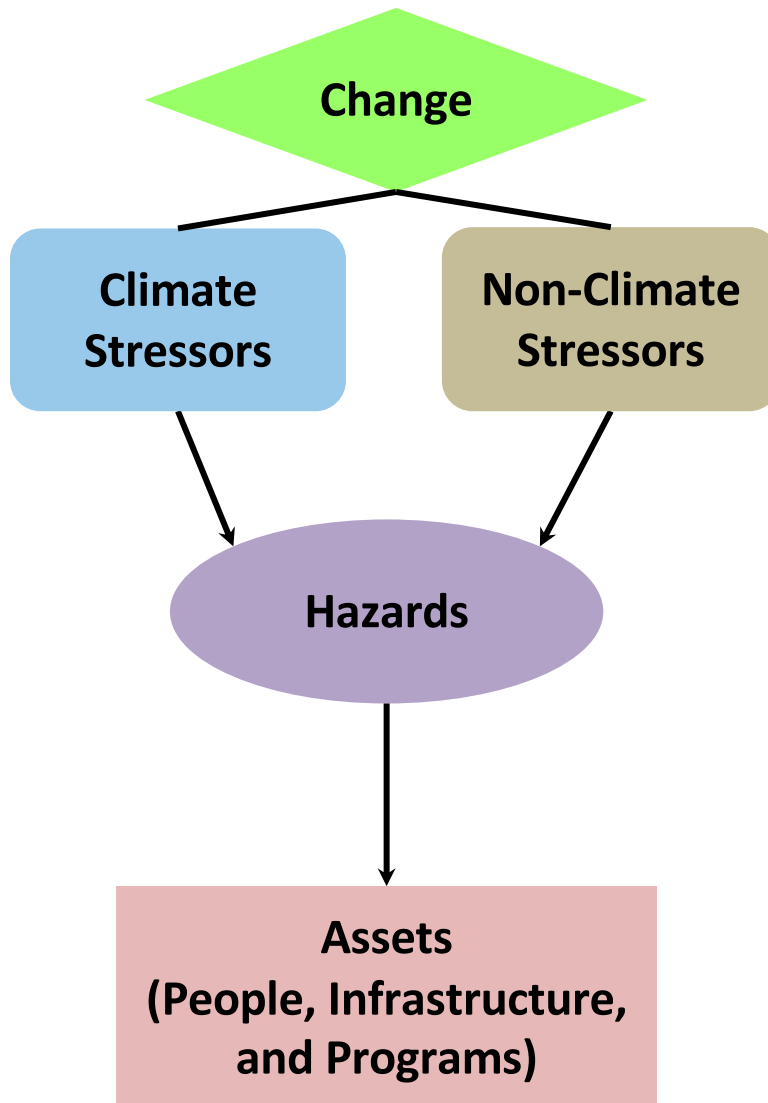 Change
Climate
Stressors
Non-Climate
Stressors
Hazards
Assets
(People, Infrastructure,
and Programs)